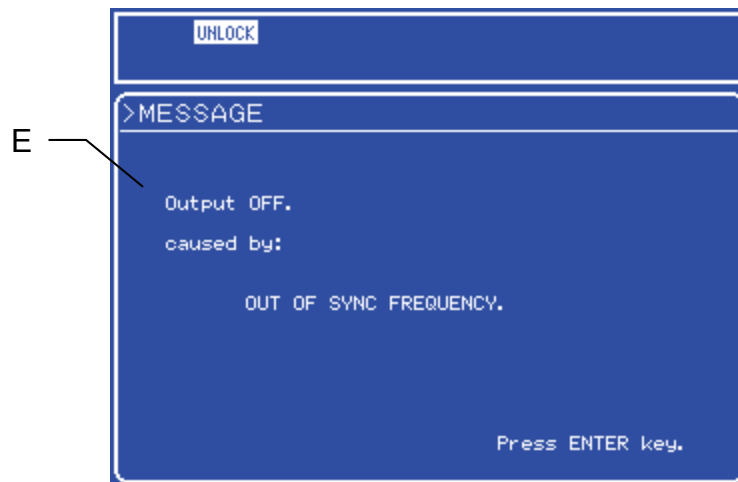 UNLOCK
>MESSAGE
E
Output OFF.
caused by:
OUT OF SYNC FREQUENCY.
Press ENTER key.